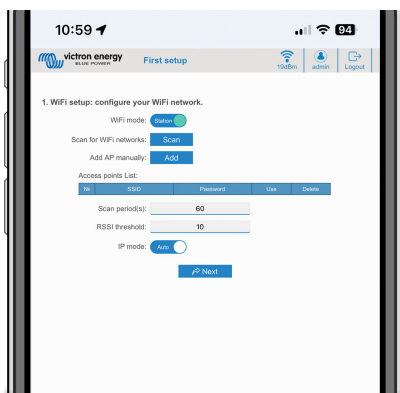 10:59
94
victron energy
BLUE POWER
First setup
19dBm
admin
Logout
1. WiFi setup: configure your WiFi network.
WiFi mode: Station
Scan for WiFi networks: Scan
Add AP manually: Add
Access points List:
№ SSID Password Use Delete
Scan period(s): 60
RSSI threshold: 10
IP mode: Auto
Next